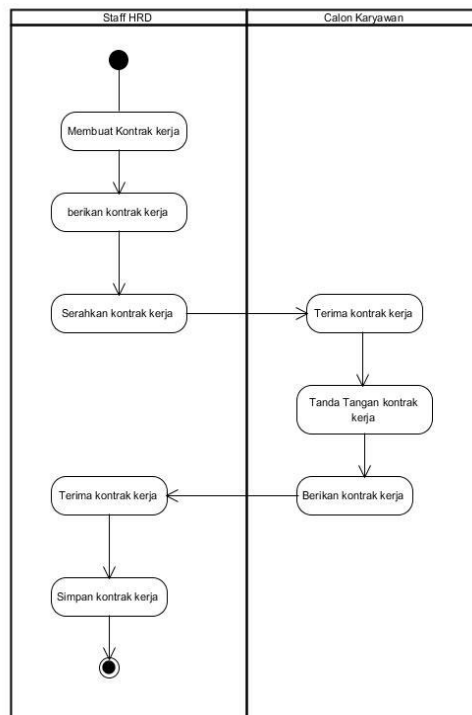 Staff HRD
Calon Karyawan
Membuat Kontrak kerja
berikan kontrak kerja
Serahkan kontrak kerja
Terima kontrak kerja
Tanda Tangan kontrak
kerja
Berikan kontrak kerja
Terima kontrak kerja
Simpan kontrak kerja